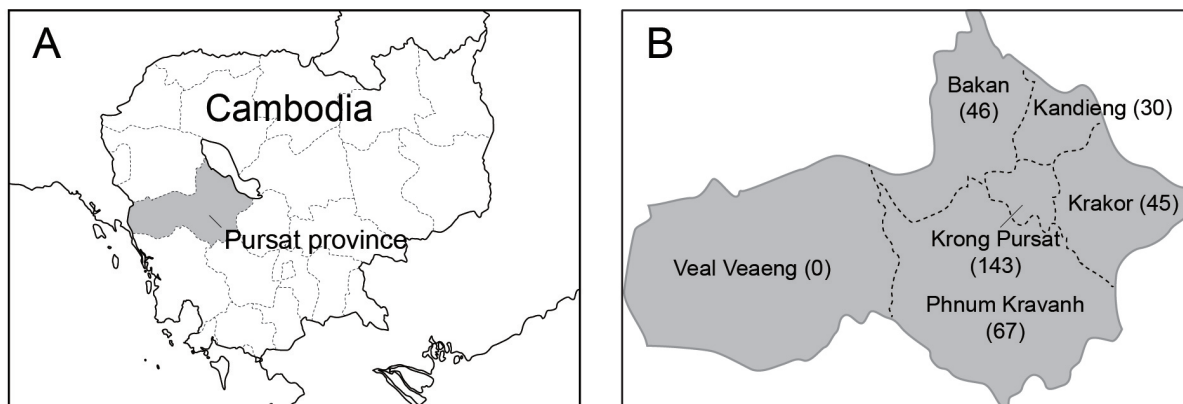 A
Cambodia
Pursat province
B
Bakan
(46)
Kandieng (30)
Krakor (45)
Krong Pursat
(143)
Veal Veaeng (0)
Phnum Kravanh
(67)